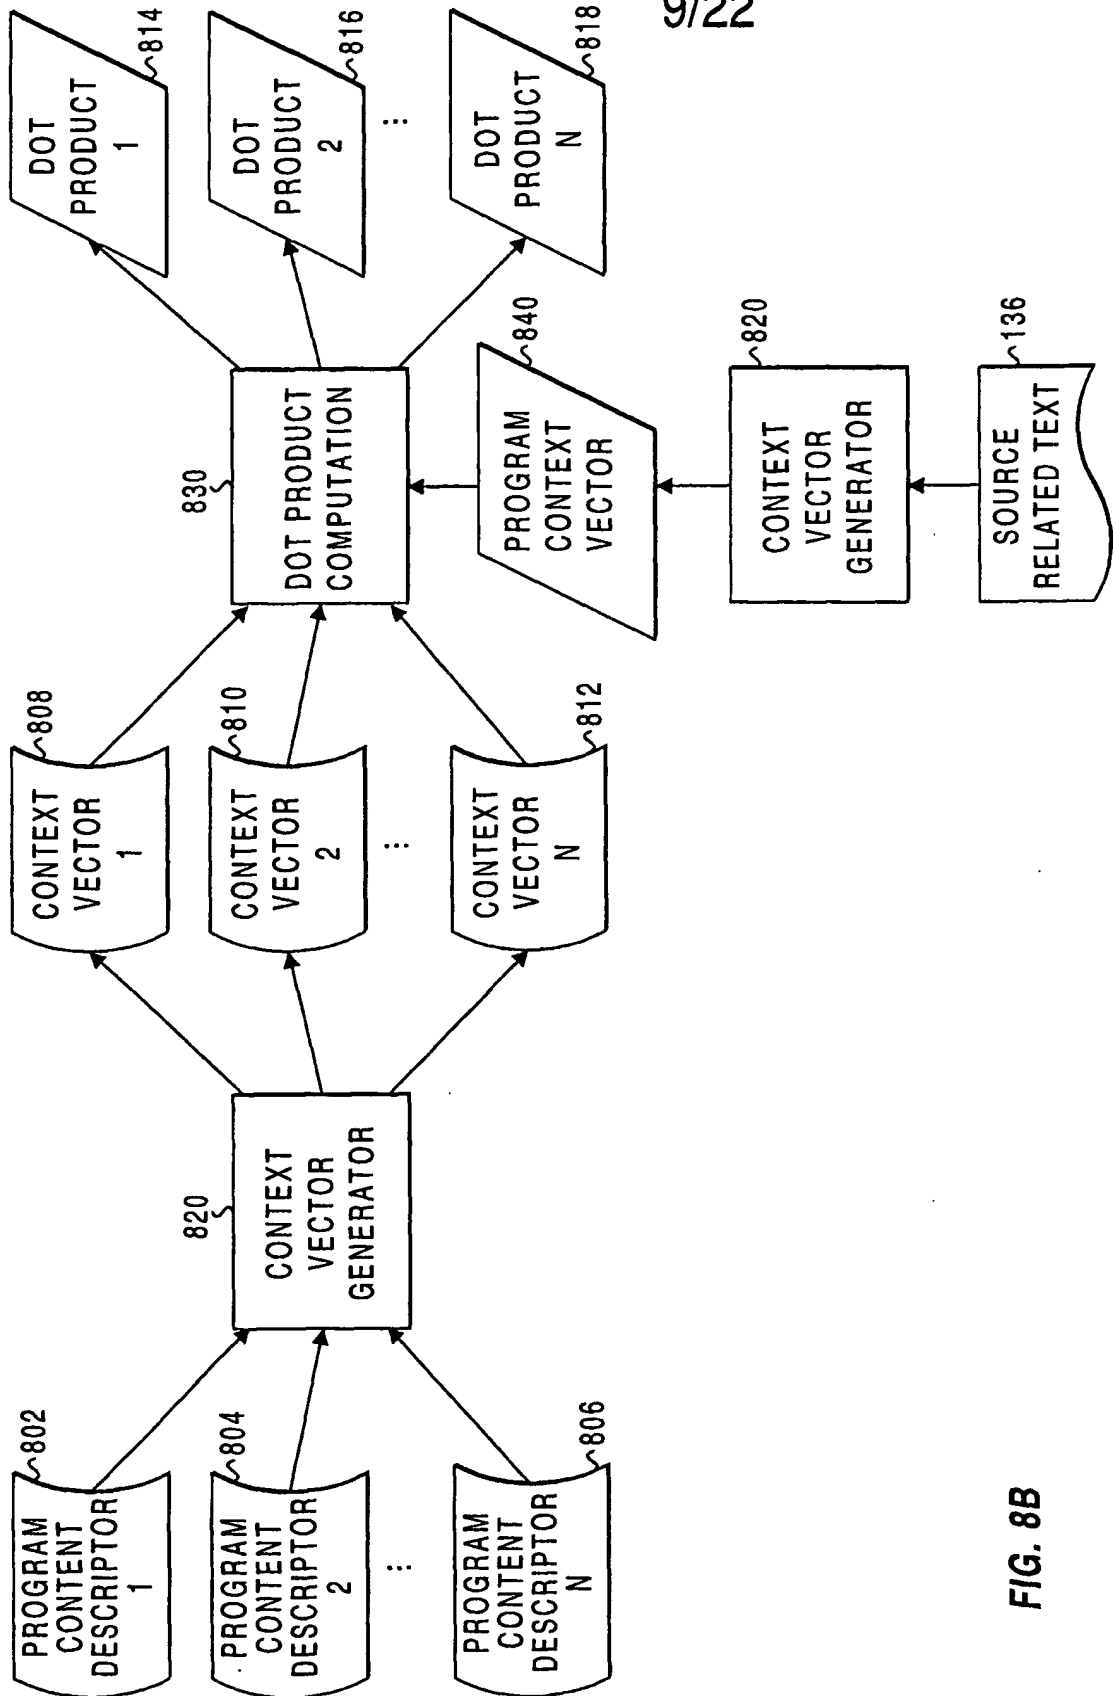 9/22
PROGRAM
CONTENT
DESCRIPTOR
1
802
PROGRAM
CONTENT
DESCRIPTOR
2
804
...
PROGRAM
CONTENT
DESCRIPTOR
N
806
820
CONTEXT
VECTOR
GENERATOR
CONTEXT
VECTOR
1
808
CONTEXT
VECTOR
2
810
...
CONTEXT
VECTOR
N
812
830
DOT PRODUCT
COMPUTATION
DOT
PRODUCT
1
814
DOT
PRODUCT
2
816
...
DOT
PRODUCT
N
818
PROGRAM
CONTEXT
VECTOR
840
CONTEXT
VECTOR
GENERATOR
820
SOURCE
RELATED TEXT
136
FIG. 8B